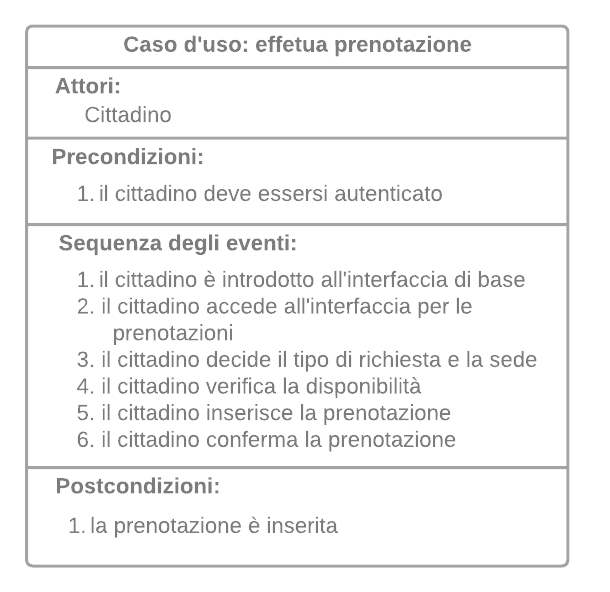 Caso d'uso: effetua prenotazione
Attori:
Cittadino
Precondizioni:
1. il cittadino deve essersi autenticato
Sequenza degli eventi:
1. il cittadino è introdotto all'interfaccia di base
2. il cittadino accede all'interfaccia per le
prenotazioni
3. il cittadino decide il tipo di richiesta e la sede
4. il cittadino verifica la disponibilità
5. il cittadino inserisce la prenotazione
6. il cittadino conferma la prenotazione
Postcondizioni:
1. la prenotazione è inserita